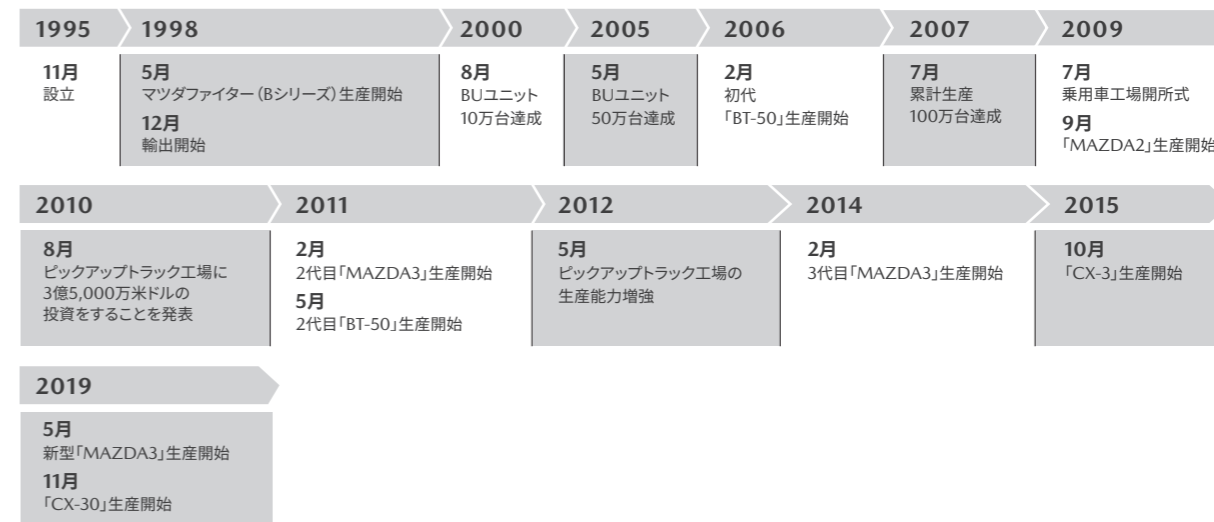 1995
11月
設立
1998
5月
マツダファイター（Bシリーズ）生産開始
12月
輸出開始
2000
8月
BUユニット
10万台達成
2005
5月
BUユニット
50万台達成
2006
2月
初代
「BT-50」生産開始
2007
7月
累計生産
100万台達成
2009
7月
乗用車工場開所式
9月
「MAZDA2」生産開始
2010
8月
ピックアップトラック工場に
3億5,000万米ドルの
投資をすることを発表
2011
2月
2代目「MAZDA3」生産開始
5月
2代目「BT-50」生産開始
2012
5月
ピックアップトラック工場の
生産能力増強
2014
2月
3代目「MAZDA3」生産開始
2015
10月
「CX-3」生産開始
2019
5月
新型「MAZDA3」生産開始
11月
「CX-30」生産開始